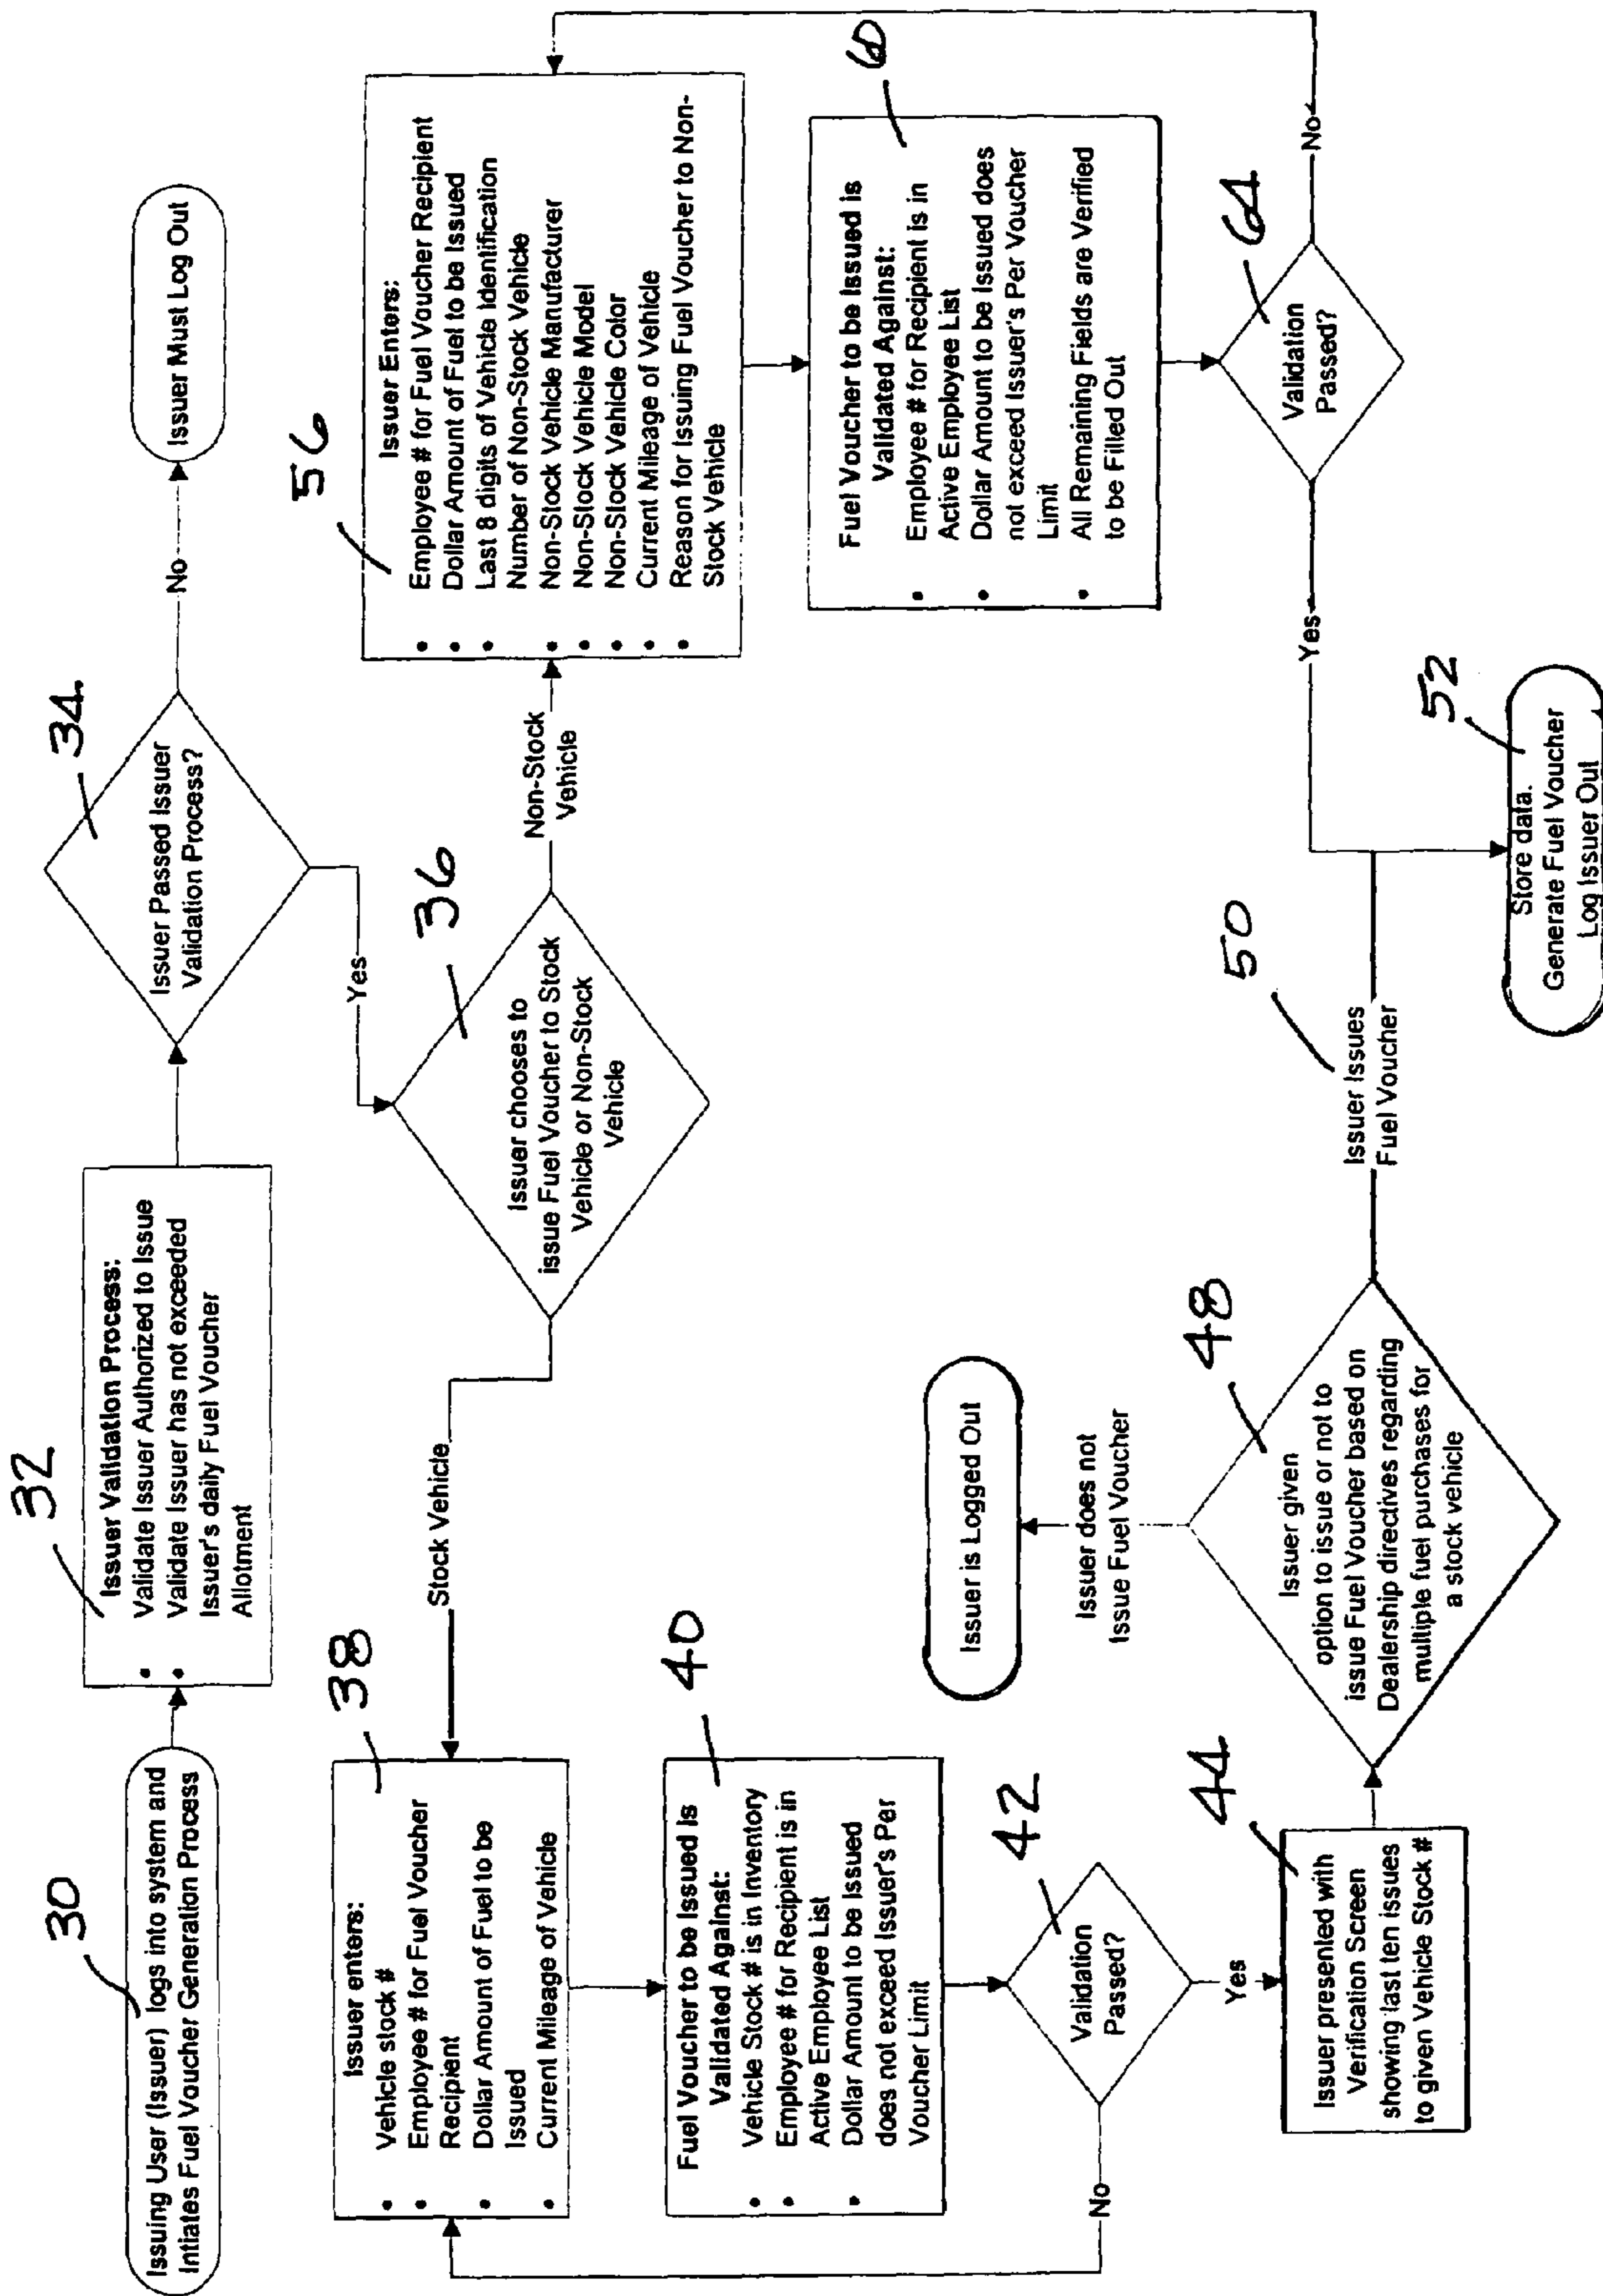 30
Issuing User (Issuer) logs into system and
Intiates Fuel Voucher Generation Process
32
Issuer Validation Process:
• Validate Issuer Authorized to Issue
• Validate Issuer has not exceeded
Issuer's daily Fuel Voucher
Allotment
34
Issuer Passed Issuer
Validation Process?
No
Issuer Must Log Out
Yes
36
Issuer chooses to
issue Fuel Voucher to Stock
Vehicle or Non-Stock
Vehicle
Stock Vehicle
Non-Stock
Vehicle
38
Issuer enters:
• Vehicle stock #
• Employee # for Fuel Voucher
Recipient
• Dollar Amount of Fuel to be
Issued
• Current Mileage of Vehicle
40
Fuel Voucher to be Issued is
Validated Against:
• Vehicle Stock # is in Inventory
• Employee # for Recipient is in
Active Employee List
• Dollar Amount to be Issued
does not exceed Issuer's Per
Voucher Limit
42
Validation
Passed?
No
Yes
44
Issuer presented with
Verification Screen
showing last ten issues
to given Vehicle Stock #
48
Issuer given
option to issue or not to
issue Fuel Voucher based on
Dealership directives regarding
multiple fuel purchases for
a stock vehicle
Issuer does not
Issue Fuel Voucher
Issuer is Logged Out
50
Issuer Issues
Fuel Voucher
52
Store data.
Generate Fuel Voucher
Log Issuer Out
56
Issuer Enters:
• Employee # for Fuel Voucher Recipient
• Dollar Amount of Fuel to be Issued
• Last 8 digits of Vehicle Identification
Number of Non-Stock Vehicle
• Non-Stock Vehicle Manufacturer
• Non-Stock Vehicle Model
• Non-Stock Vehicle Color
• Current Mileage of Vehicle
• Reason for Issuing Fuel Voucher to Non-
Stock Vehicle
60
Fuel Voucher to be Issued is
Validated Against:
• Employee # for Recipient is in
Active Employee List
• Dollar Amount to be Issued does
not exceed Issuer's Per Voucher
Limit
• All Remaining Fields are Verified
to be Filled Out
64
Validation
Passed?
No
Yes